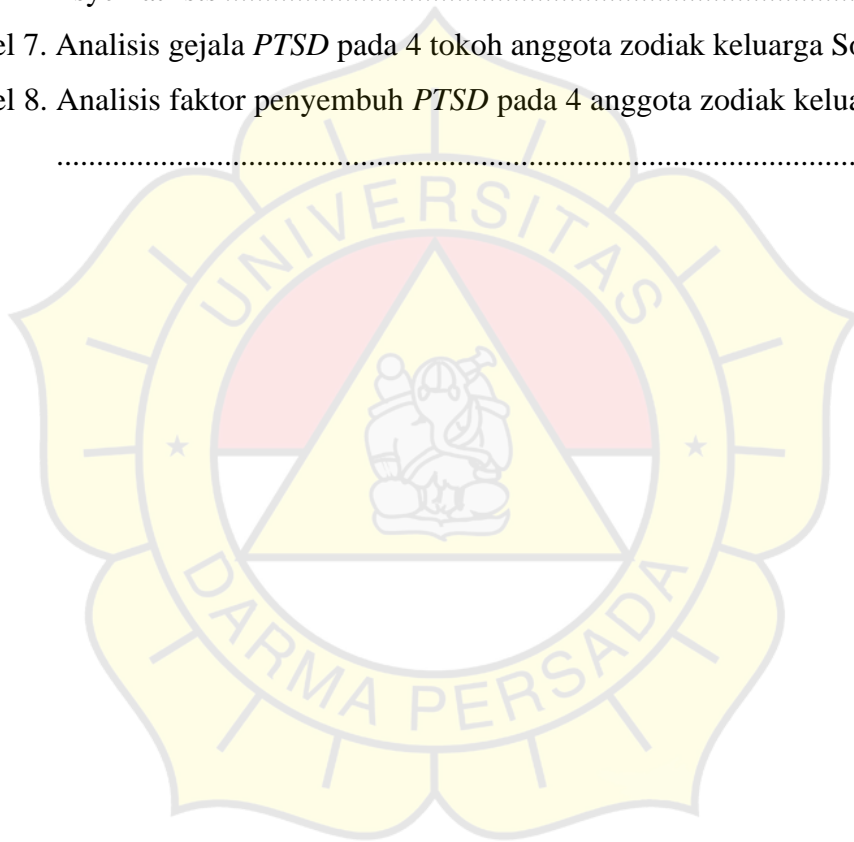 el 7. Analisis gejala PTSD pada 4 tokoh anggota zodiak keluarga So
el 8. Analisis faktor penyembuh PTSD pada 4 anggota zodiak kelua
....................................................................................................
UNIVERSITAS
DARMA PERSADA